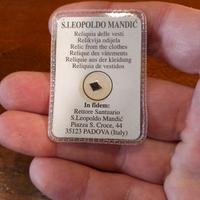 S.LEOPOLDO MANDIĆ
Reliquia delle vesti
Relikvija odijela
Relic from the clothes
Relique des vêtements
Reliquie aus der kleidung
Reliquia de vestidos
In fidem:
Rettore Santuario
S.Leopoldo Mandić
Piazza S. Croce, 44
35123 PADOVA (Italy)